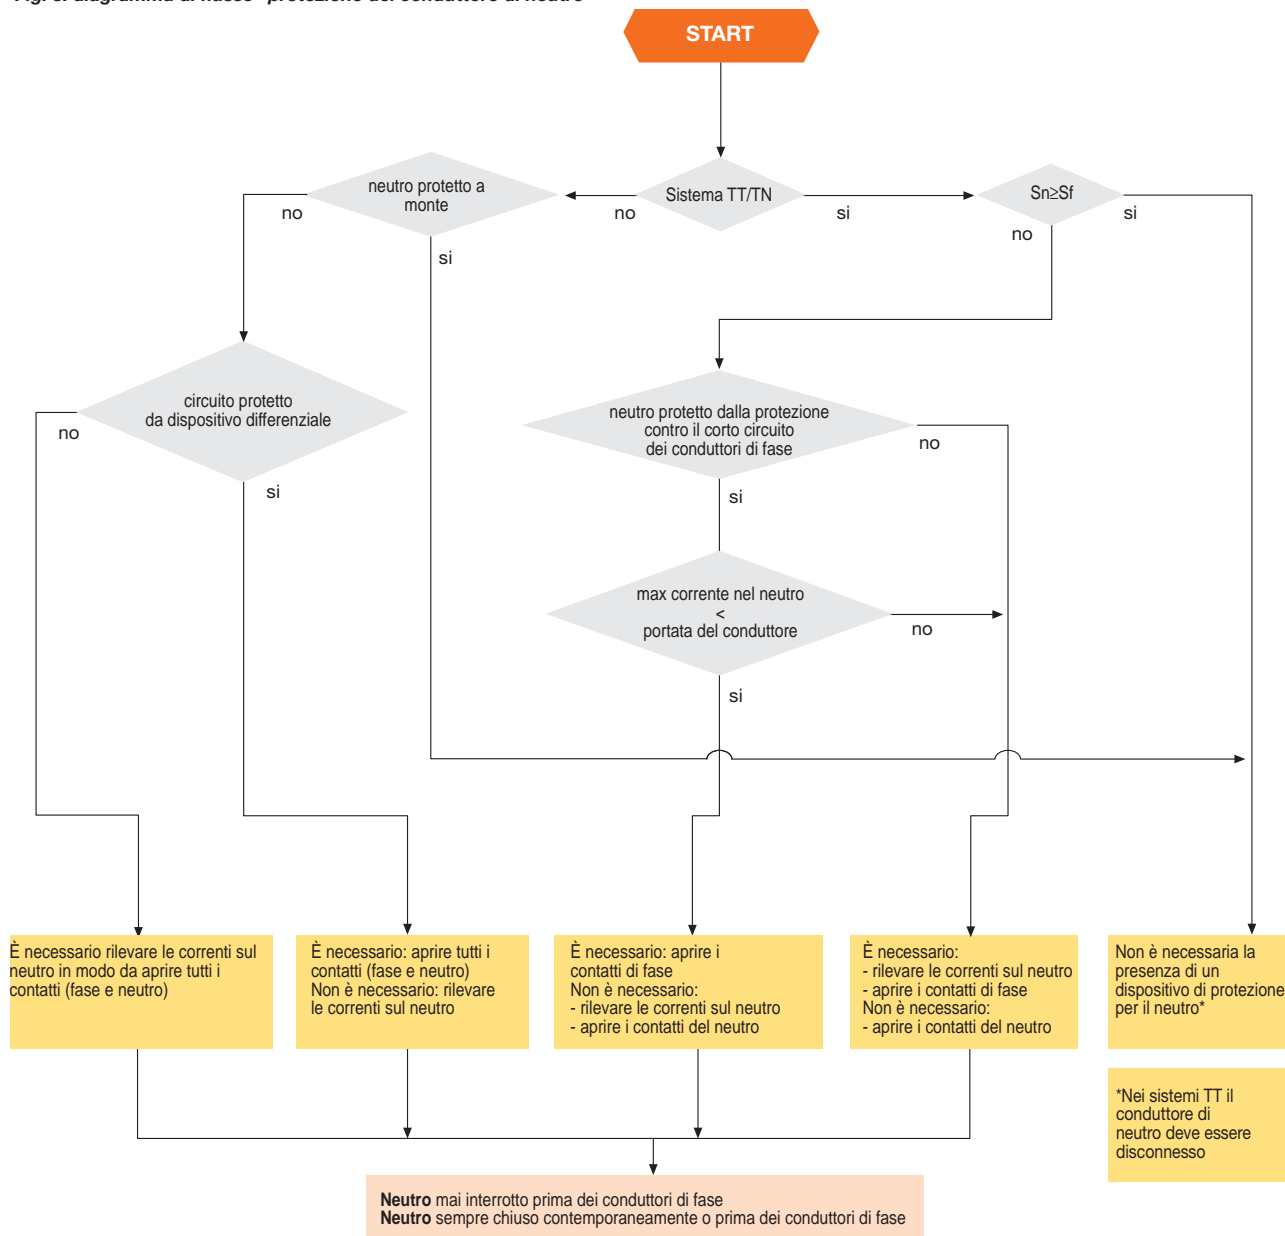 START
neutro protetto a
monte
Sistema TT/TN
Sn≥Sf
no
no
si
si
no
si
circuito protetto
da dispositivo differenziale
no
si
neutro protetto dalla protezione
contro il corto circuito
dei conduttori di fase
no
si
max corrente nel neutro
<
portata del conduttore
no
si
È necessario rilevare le correnti sul
neutro in modo da aprire tutti i
contatti (fase e neutro)
È necessario: aprire tutti i
contatti (fase e neutro)
Non è necessario: rilevare
le correnti sul neutro
È necessario: aprire i
contatti di fase
Non è necessario:
- rilevare le correnti sul neutro
- aprire i contatti del neutro
È necessario:
- rilevare le correnti sul neutro
- aprire i contatti di fase
Non è necessario:
- aprire i contatti del neutro
Non è necessaria la
presenza di un
dispositivo di protezione
per il neutro*
*Nei sistemi TT il
conduttore di
neutro deve essere
disconnesso
Neutro mai interrotto prima dei conduttori di fase
Neutro sempre chiuso contemporaneamente o prima dei conduttori di fase